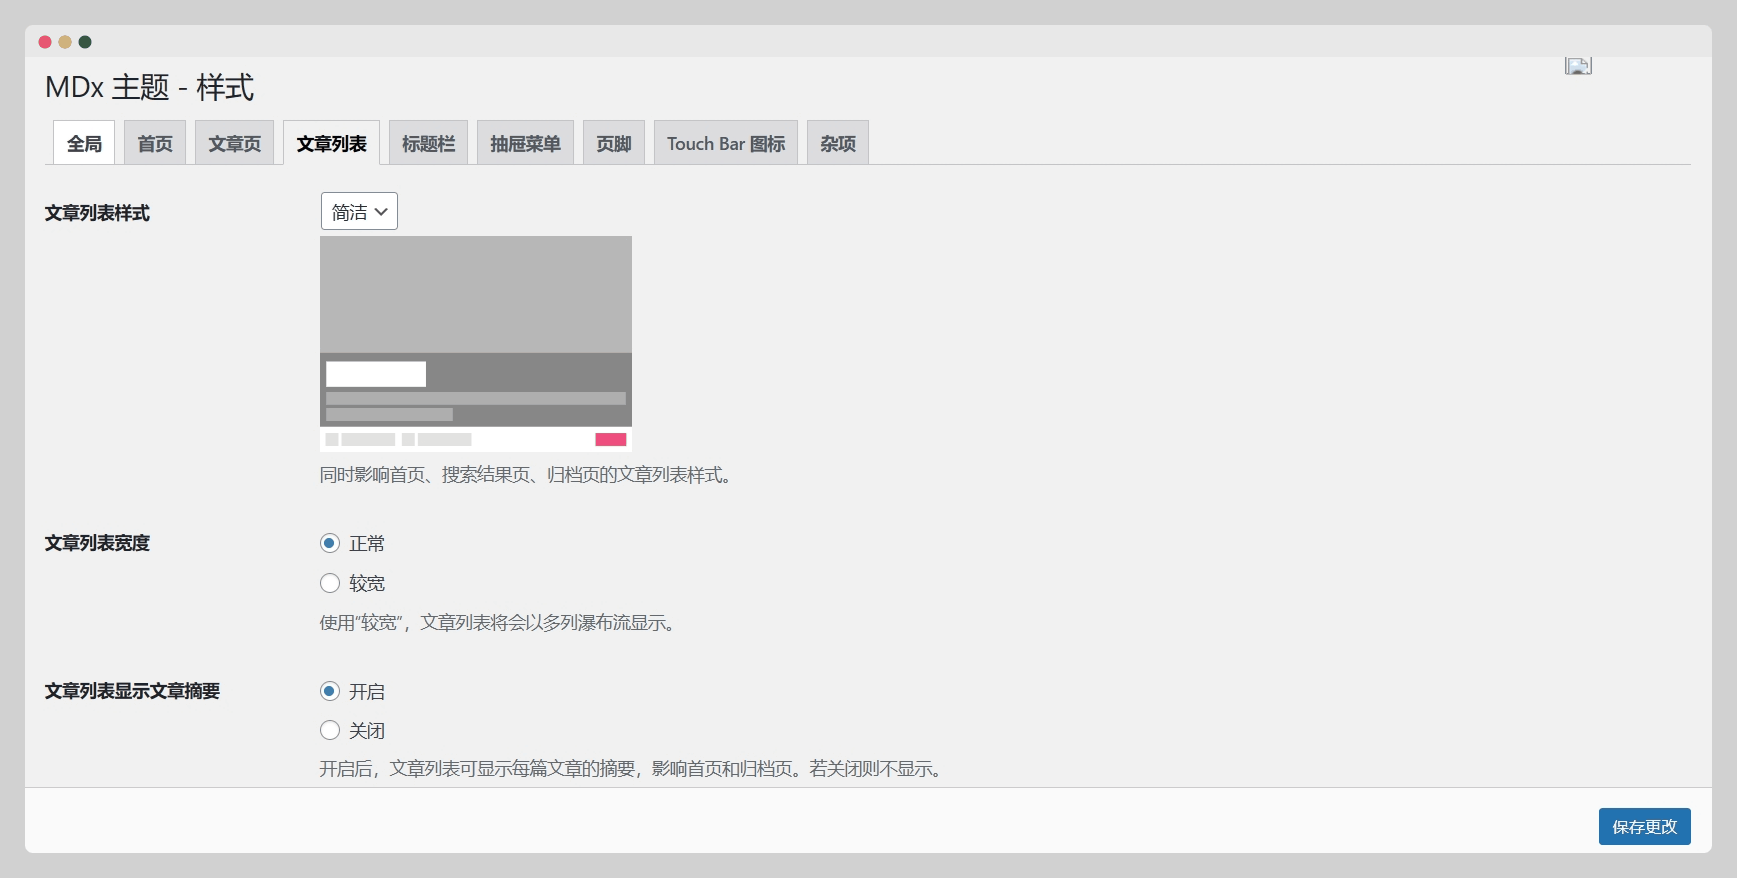 MDx 主题 - 样式
全局 首页 文章页 文章列表 标题栏 抽屉菜单 页脚 Touch Bar 图标 杂项
文章列表样式 简洁
同时影响首页、搜索结果页、归档页的文章列表样式。
文章列表宽度 正常
较宽
使用“较宽”，文章列表将会以多列瀑布流显示。
文章列表显示文章摘要 开启
关闭
开启后，文章列表可显示每篇文章的摘要，影响首页和归档页。若关闭则不显示。
保存更改